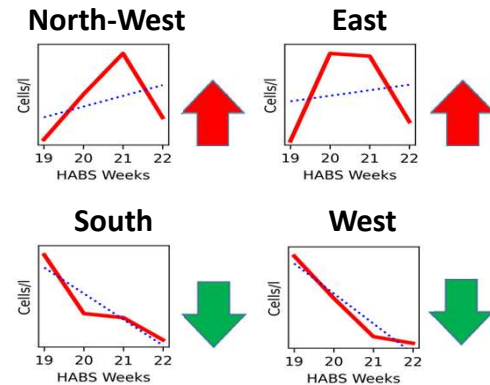 North-West
Cells/l
19 20 21 22
HABS Weeks
East
Cells/l
19 20 21 22
HABS Weeks
South
Cells/l
19 20 21 22
HABS Weeks
West
Cells/l
19 20 21 22
HABS Weeks